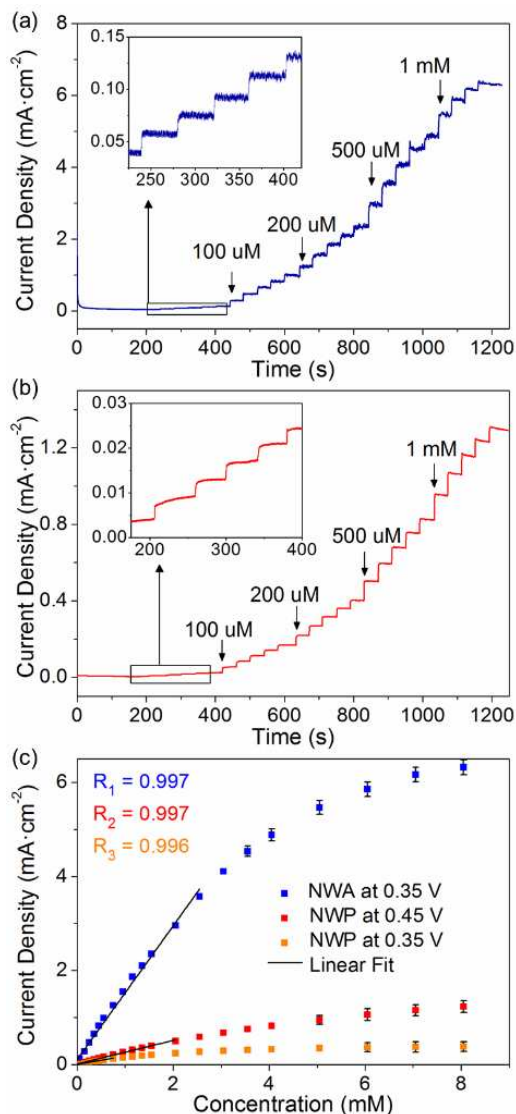 (a)
8
6
4
2
0
Current Density (mA·cm⁻²)
0.15
0.10
0.05
250
300
350
400
100 uM
200 uM
500 uM
1 mM
0
200
400
600
800
1000
1200
Time (s)
(b)
1.2
0.8
0.4
0.0
Current Density (mA·cm⁻²)
0.03
0.02
0.01
0.00
200
250
300
350
400
100 uM
200 uM
500 uM
1 mM
0
200
400
600
800
1000
1200
Time (s)
(c)
6
4
2
0
Current Density (mA·cm⁻²)
R₁ = 0.997
R₂ = 0.997
R₃ = 0.996
NWA at 0.35 V
NWP at 0.45 V
NWP at 0.35 V
Linear Fit
0
2
4
6
8
Concentration (mM)